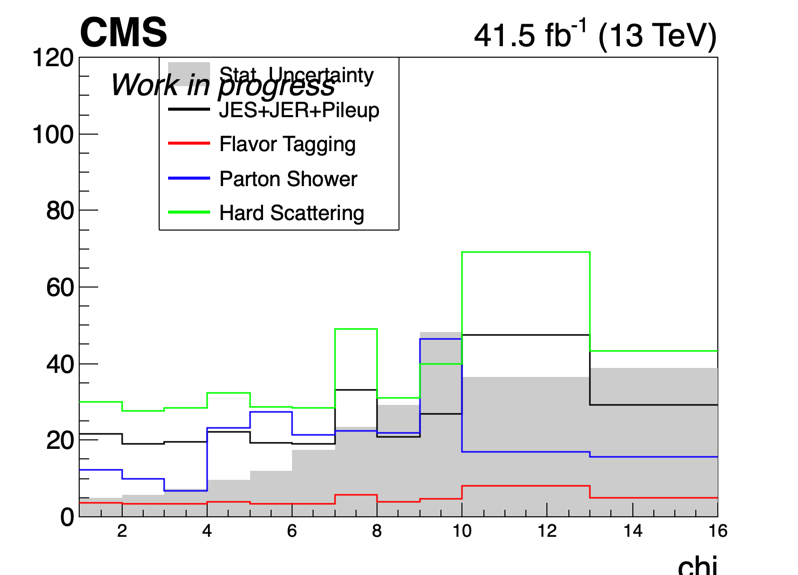 CMS 41.5 fb⁻¹ (13 TeV)
Work in progress
Stat. Uncertainty
JES+JER+Pileup
Flavor Tagging
Parton Shower
Hard Scattering
120
100
80
60
40
20
0
2 4 6 8 10 12 14 16
chi